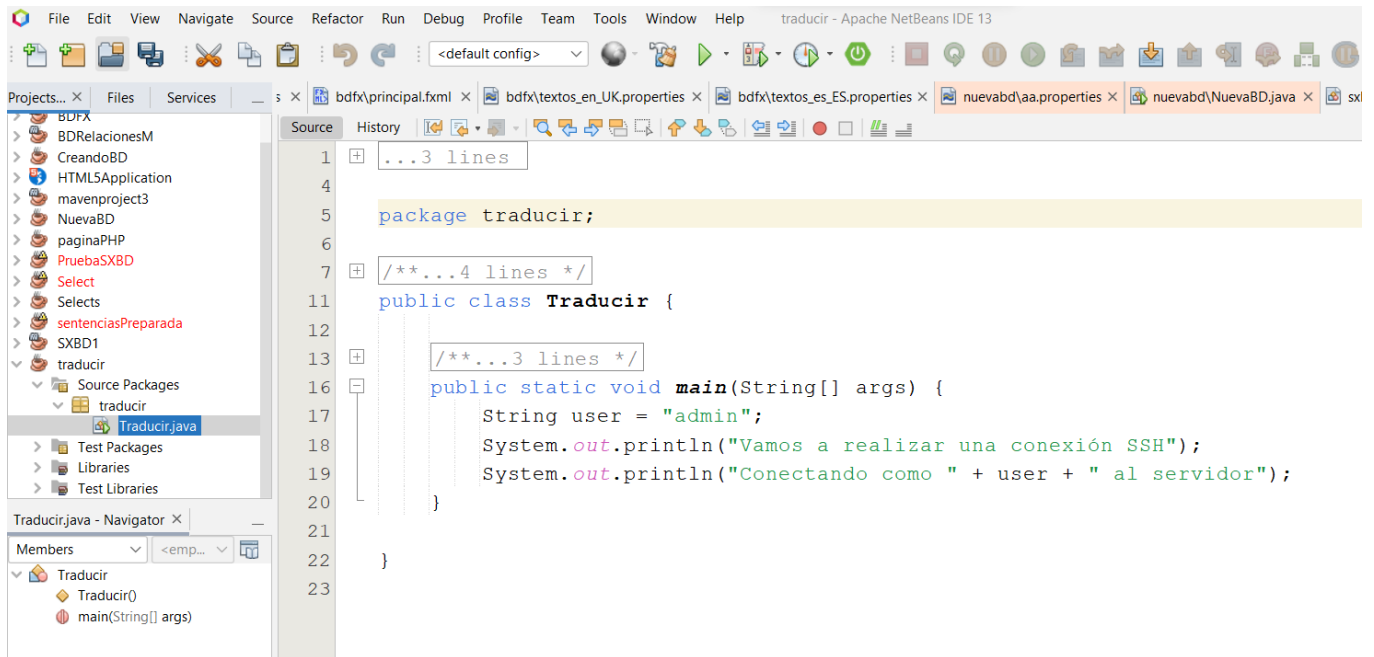 File Edit View Navigate Source Refactor Run Debug Profile Team Tools Window Help traducir - Apache NetBeans IDE 13
<default config>
Projects... Files Services
bdfx\principal.fxml bdfx\textos_en_UK.properties bdfx\textos_es_ES.properties nuevabd\aa.properties nuevabd\NuevaBD.java
Source History
BDFX
BDRelacionesM
CreandoBD
HTML5Application
mavenproject3
NuevaBD
paginaPHP
PruebaSXBD
Select
Selects
sentenciasPreparada
SXBD1
traducir
Source Packages
traducir
Traducir.java
Test Packages
Libraries
Test Libraries
Traducir.java - Navigator
Members <emp...
Traducir
Traducir()
main(String[] args)
1 ...3 lines
4
5 package traducir;
6
7 /**...4 lines */
11 public class Traducir {
12
13 /**...3 lines */
16 public static void main(String[] args) {
17 String user = "admin";
18 System.out.println("Vamos a realizar una conexión SSH");
19 System.out.println("Conectando como " + user + " al servidor");
20 }
21
22 }
23